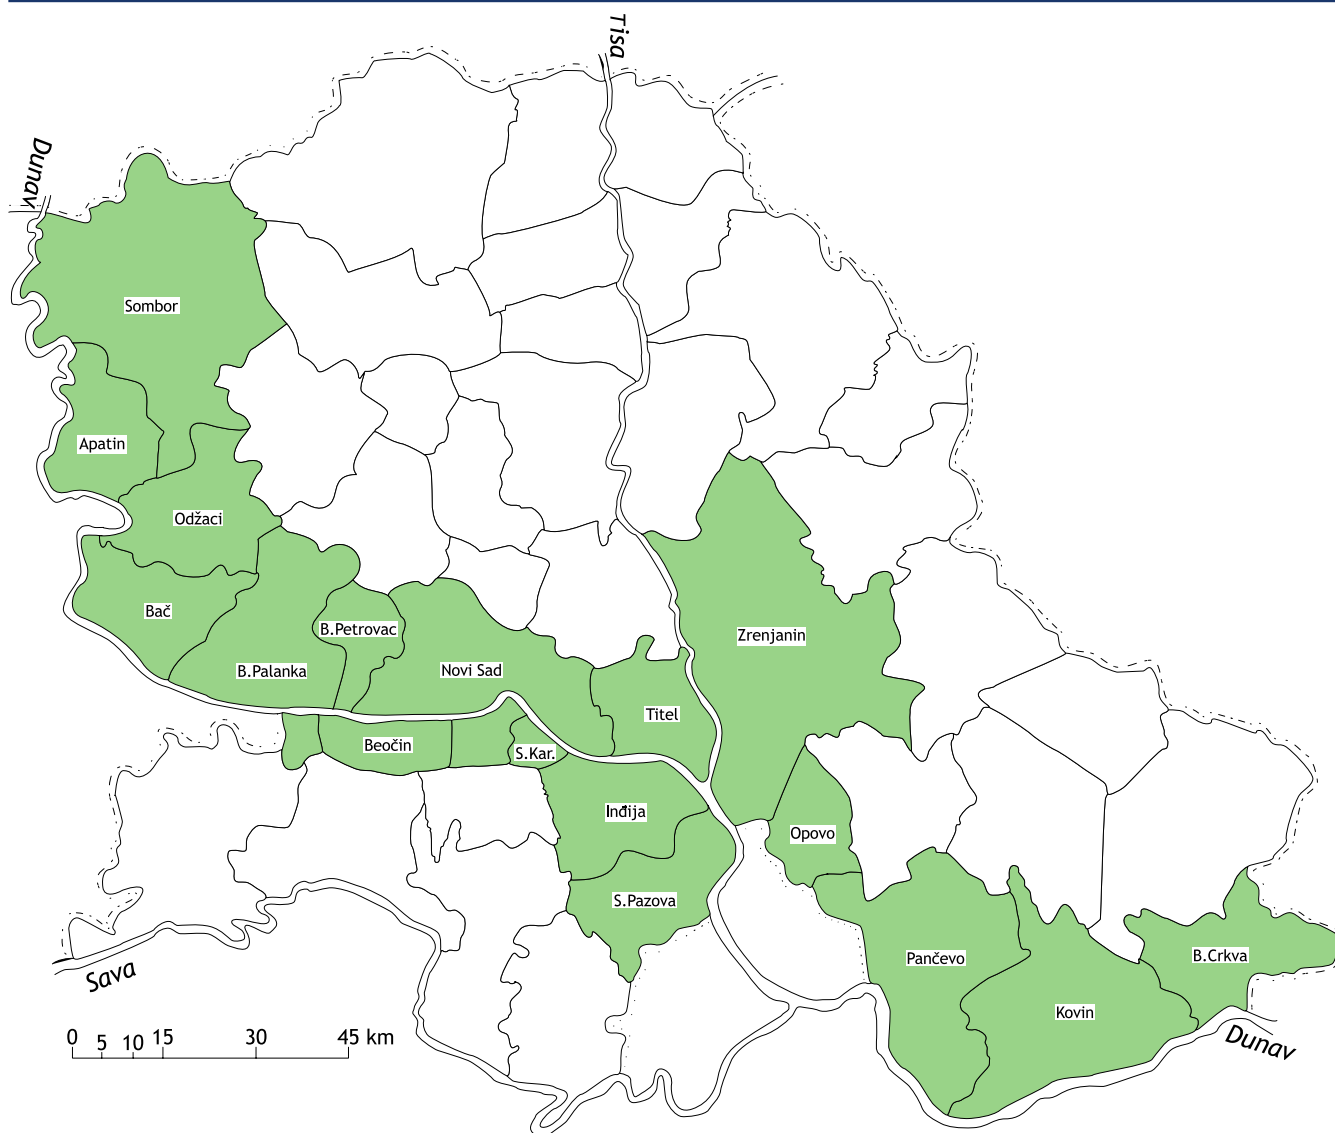 Tisa
Dunav
Sombor
Apatin
Odžaci
Bač
B.Petrovac
Zrenjanin
B.Palanka
Novi Sad
Titel
Beočin
S.Kar.
Inđija
Opovo
S.Pazova
Pančevo
B.Crkva
Sava
Kovin
Dunav
0 5 10 15 30 45 km